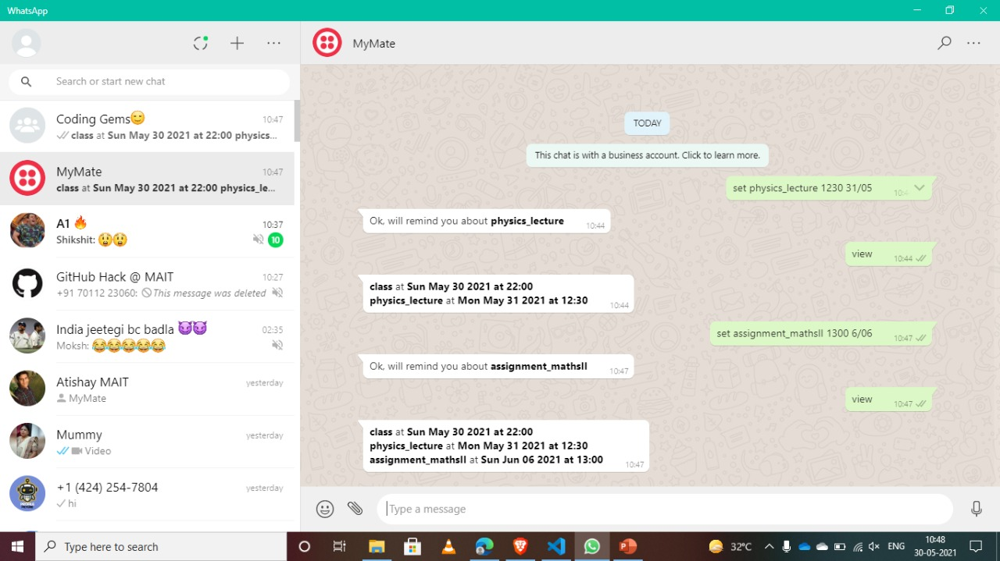 WhatsApp
Search or start new chat
Coding Gems😊
10:47
class at Sun May 30 2021 at 22:00 physics...
MyMate
10:47
class at Sun May 30 2021 at 22:00 physics_le...
A1 🔥
10:37
Shikshit: 😲😲
10
GitHub Hack @ MAIT
10:27
+91 70112 23060: This message was deleted
India jeetegi bc badla 😈😈
02:35
Moksh: 😂😂😂😂😂
Atishay MAIT
yesterday
MyMate
Mummy
yesterday
Video
+1 (424) 254-7804
yesterday
hi
MyMate
TODAY
This chat is with a business account. Click to learn more.
set physics_lecture 1230 31/05
Ok, will remind you about physics_lecture
10:44
view
10:44
class at Sun May 30 2021 at 22:00
physics_lecture at Mon May 31 2021 at 12:30
10:44
set assignment_mathsII 1300 6/06
10:47
Ok, will remind you about assignment_mathsII
10:47
view
10:47
class at Sun May 30 2021 at 22:00
physics_lecture at Mon May 31 2021 at 12:30
assignment_mathsII at Sun Jun 06 2021 at 13:00
10:47
Type a message
Type here to search
32°C
ENG
10:48
30-05-2021